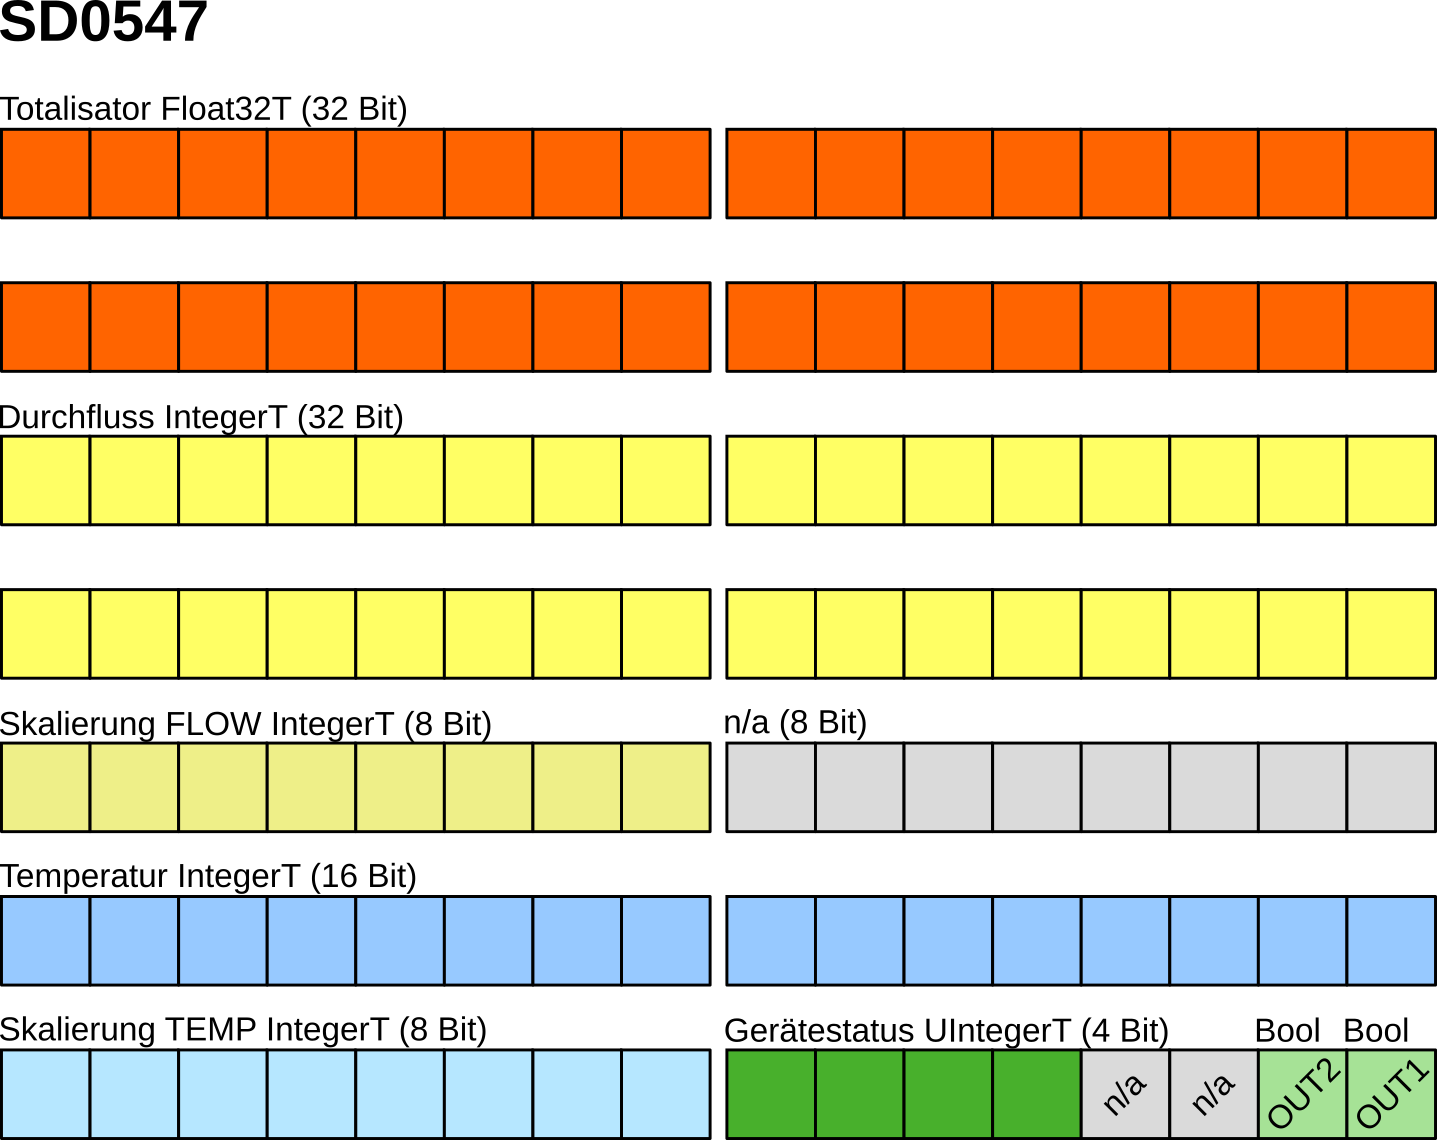 SD0547
Totalisator Float32T (32 Bit)
Durchfluss IntegerT (32 Bit)
Skalierung FLOW IntegerT (8 Bit) n/a (8 Bit)
Temperatur IntegerT (16 Bit)
Skalierung TEMP IntegerT (8 Bit) Gerätestatus UIntegerT (4 Bit) Bool Bool
n/a n/a OUT2 OUT1